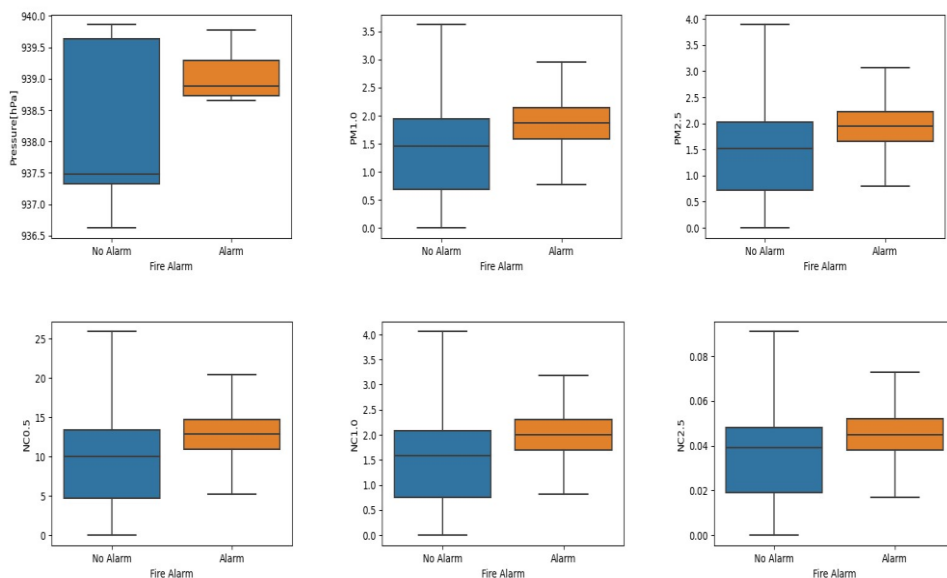 940.0
939.5
939.0
938.5
938.0
937.5
937.0
936.5
Pressure[hPa]
No Alarm Alarm
Fire Alarm
3.5
3.0
2.5
2.0
1.5
1.0
0.5
0.0
PM1.0
No Alarm Alarm
Fire Alarm
4.0
3.5
3.0
2.5
2.0
1.5
1.0
0.5
0.0
PM2.5
No Alarm Alarm
Fire Alarm
25
20
15
10
5
0
NC0.5
No Alarm Alarm
Fire Alarm
4.0
3.5
3.0
2.5
2.0
1.5
1.0
0.5
0.0
NC1.0
No Alarm Alarm
Fire Alarm
0.08
0.06
0.04
0.02
0.00
NC2.5
No Alarm Alarm
Fire Alarm